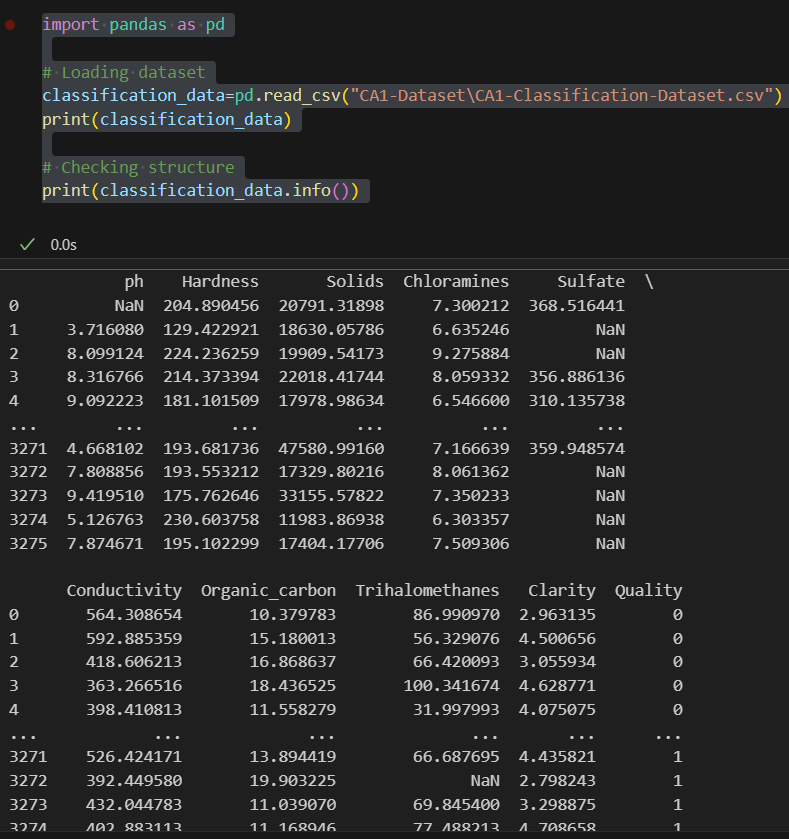 import pandas as pd
# Loading dataset
classification_data=pd.read_csv("CA1-Dataset\CA1-Classification-Dataset.csv")
print(classification_data)
# Checking structure
print(classification_data.info())
0.0s
ph Hardness Solids Chloramines Sulfate \
0 NaN 204.890456 20791.31898 7.300212 368.516441
1 3.716080 129.422921 18630.05786 6.635246 NaN
2 8.099124 224.236259 19909.54173 9.275884 NaN
3 8.316766 214.373394 22018.41744 8.059332 356.886136
4 9.092223 181.101509 17978.98634 6.546600 310.135738
... ... ... ... ... ...
3271 4.668102 193.681736 47580.99160 7.166639 359.948574
3272 7.808856 193.553212 17329.80216 8.061362 NaN
3273 9.419510 175.762646 33155.57822 7.350233 NaN
3274 5.126763 230.603758 11983.86938 6.303357 NaN
3275 7.874671 195.102299 17404.17706 7.509306 NaN
Conductivity Organic_carbon Trihalomethanes Clarity Quality
0 564.308654 10.379783 86.990970 2.963135 0
1 592.885359 15.180013 56.329076 4.500656 0
2 418.606213 16.868637 66.420093 3.055934 0
3 363.266516 18.436525 100.341674 4.628771 0
4 398.410813 11.558279 31.997993 4.075075 0
... ... ... ... ... ...
3271 526.424171 13.894419 66.687695 4.435821 1
3272 392.449580 19.903225 NaN 2.798243 1
3273 432.044783 11.039070 69.845400 3.298875 1
3274 402.883113 11.168946 77.488213 4.708658 1